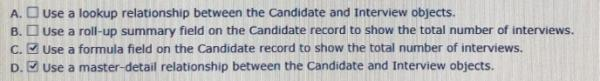 A. ☐ Use a lookup relationship between the Candidate and Interview objects.
B. ☐ Use a roll-up summary field on the Candidate record to show the total number of interviews.
C. ☑ Use a formula field on the Candidate record to show the total number of interviews.
D. ☑ Use a master-detail relationship between the Candidate and Interview objects.